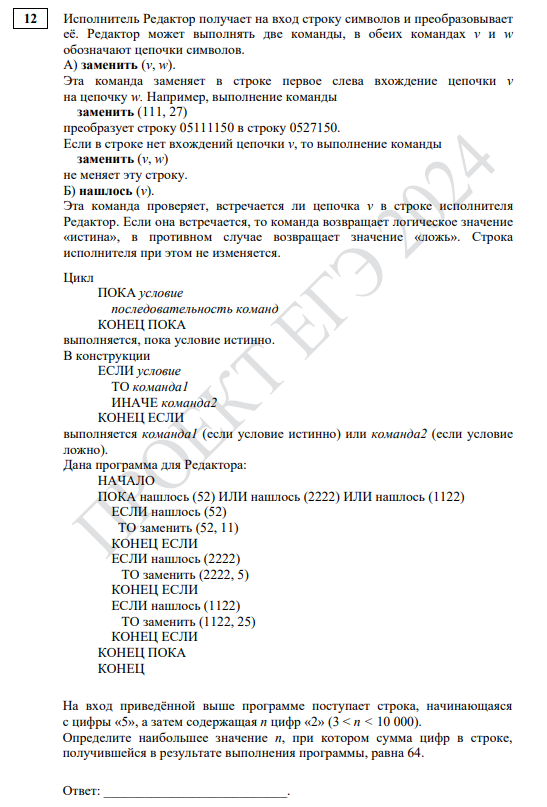 12
Исполнитель Редактор получает на вход строку символов и преобразовывает
её. Редактор может выполнять две команды, в обеих командах v и w
обозначают цепочки символов.
А) заменить (v, w).
Эта команда заменяет в строке первое слева вхождение цепочки v
на цепочку w. Например, выполнение команды
заменить (111, 27)
преобразует строку 05111150 в строку 0527150.
Если в строке нет вхождений цепочки v, то выполнение команды
заменить (v, w)
не меняет эту строку.
Б) нашлось (v).
Эта команда проверяет, встречается ли цепочка v в строке исполнителя
Редактор. Если она встречается, то команда возвращает логическое значение
«истина», в противном случае возвращает значение «ложь». Строка
исполнителя при этом не изменяется.
Цикл
ПОКА условие
последовательность команд
КОНЕЦ ПОКА
выполняется, пока условие истинно.
В конструкции
ЕСЛИ условие
ТО команда1
ИНАЧЕ команда2
КОНЕЦ ЕСЛИ
выполняется команда1 (если условие истинно) или команда2 (если условие
ложно).
Дана программа для Редактора:
НАЧАЛО
ПОКА нашлось (52) ИЛИ нашлось (2222) ИЛИ нашлось (1122)
ЕСЛИ нашлось (52)
ТО заменить (52, 11)
КОНЕЦ ЕСЛИ
ЕСЛИ нашлось (2222)
ТО заменить (2222, 5)
КОНЕЦ ЕСЛИ
ЕСЛИ нашлось (1122)
ТО заменить (1122, 25)
КОНЕЦ ЕСЛИ
КОНЕЦ ПОКА
КОНЕЦ
На вход приведённой выше программе поступает строка, начинающаяся
с цифры «5», а затем содержащая n цифр «2» (3 < n < 10 000).
Определите наибольшее значение n, при котором сумма цифр в строке,
получившейся в результате выполнения программы, равна 64.
Ответ: ___________________________.
ПРОЕКТ ЕГЭ 2024